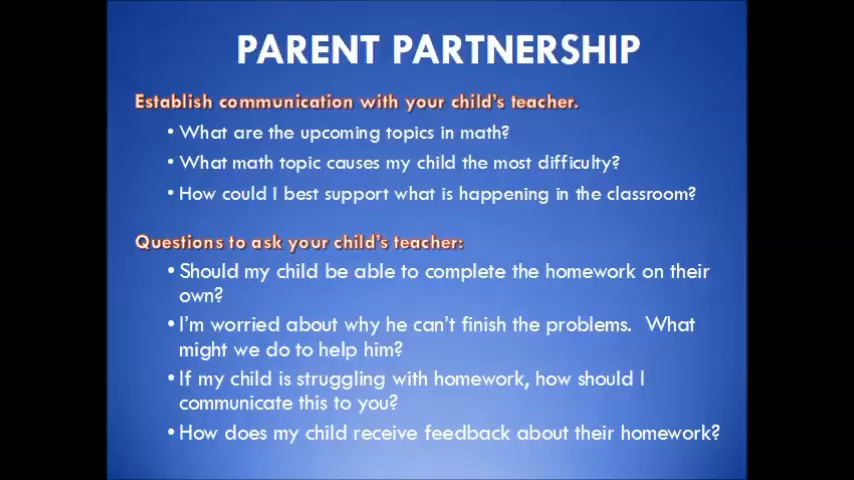 PARENT PARTNERSHIP
Establish communication with your child's teacher.
• What are the upcoming topics in math?
• What math topic causes my child the most difficulty?
• How could I best support what is happening in the classroom?
Questions to ask your child's teacher:
• Should my child be able to complete the homework on their
own?
• I'm worried about why he can't finish the problems.  What
might we do to help him?
• If my child is struggling with homework, how should I
communicate this to you?
• How does my child receive feedback about their homework?